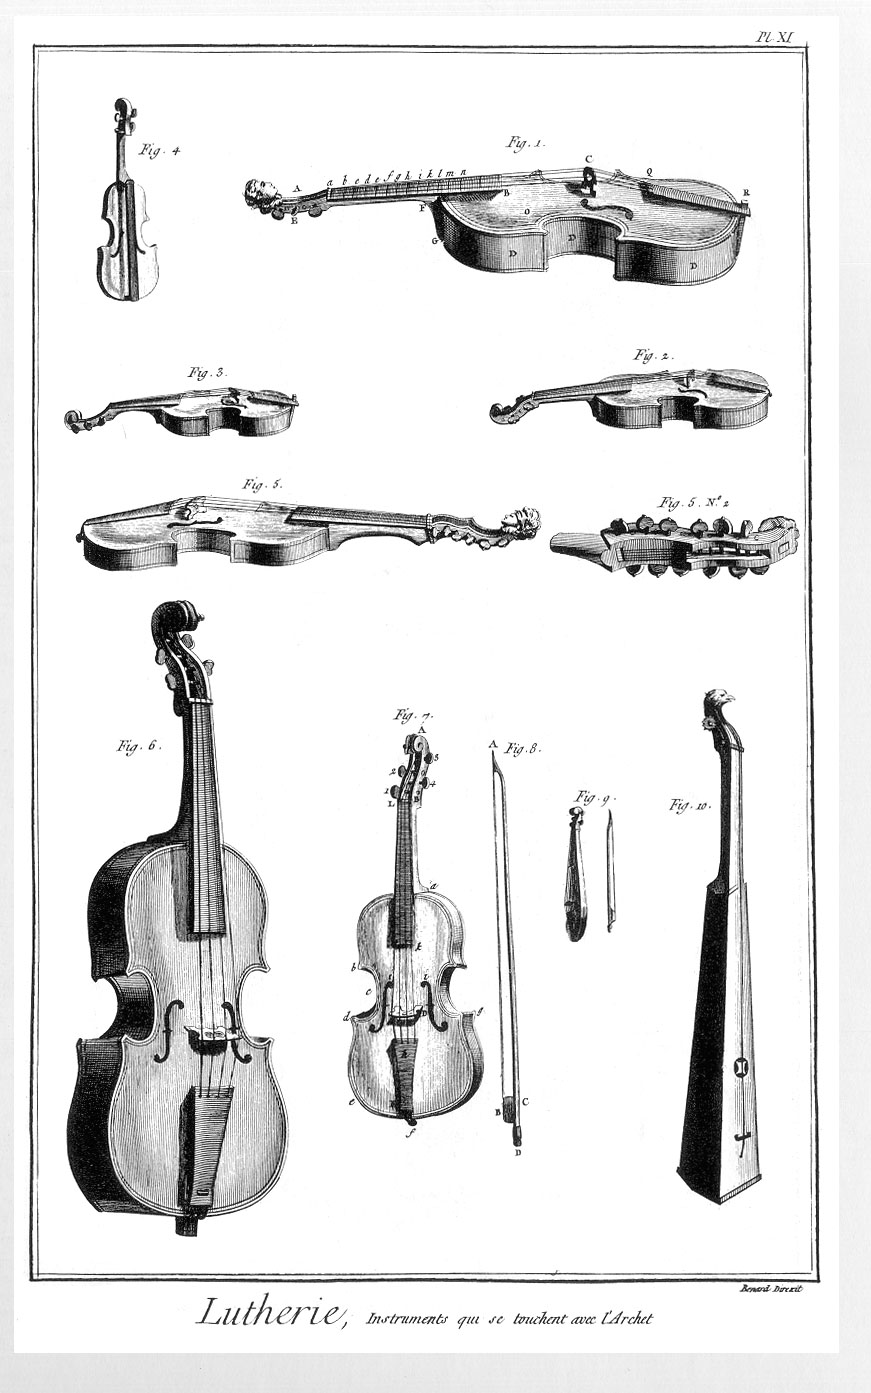 Pl. XI
Fig. 4
Fig. 1.
A
a b c d e f g h i k l m n
B
C
Q
R
E
F
G
O
D
D
D
Fig. 3.
Fig. 2.
Fig. 5.
Fig. 5. N.º 2
Fig. 6.
Fig. 7.
A
2
3
1
4
L
B
a
k
b
i
i
c
d
D
g
e
f
A
Fig. 8.
B
C
D
Fig. 9.
Fig. 10.
Benard Direxit
Lutherie, Instruments qui se touchent avec l'Archet